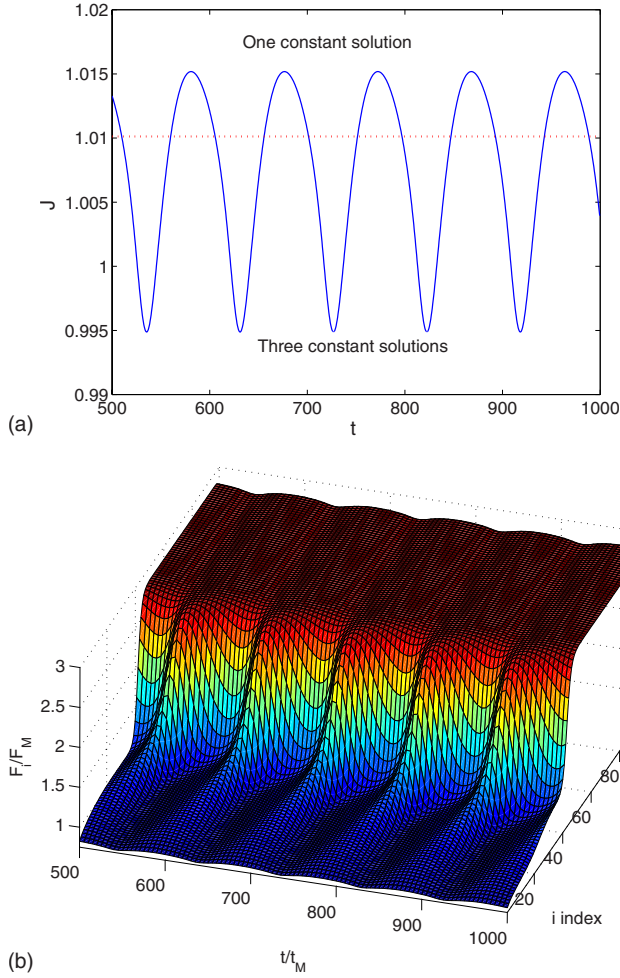 1.02
1.015
1.01
1.005
1
0.995
0.99
J
One constant solution
Three constant solutions
500 600 700 800 900 1000
t
(a)
3
2.5
2
1.5
1
F_i/F_M
500 600 700 800 900 1000
t/t_M
20 40 60 80
i index
(b)